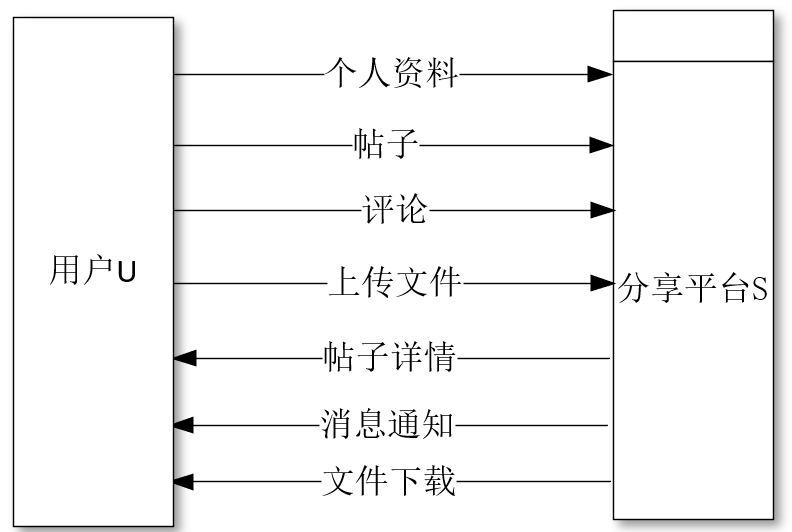 个人资料
帖子
评论
用户U
上传文件
分享平台S
帖子详情
消息通知
文件下载